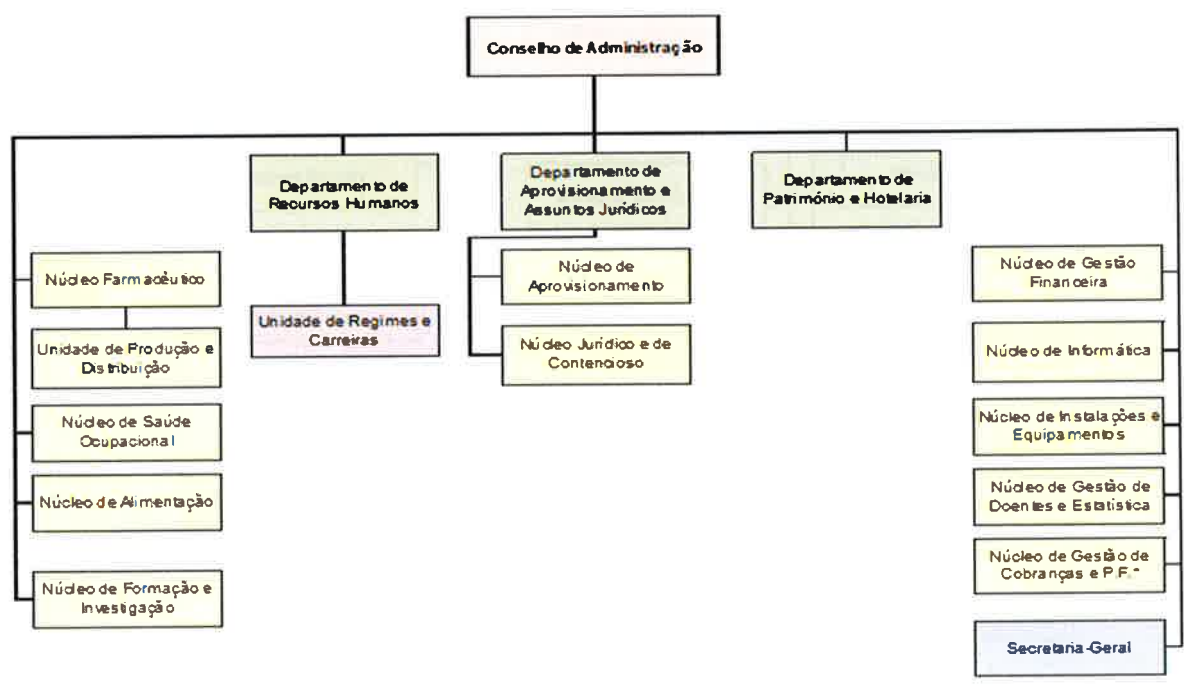 Conselho de Administração
Departamento de
Recursos Humanos
Departamento de
Aprovisionamento e
Assuntos Jurídicos
Departamento de
Património e Hotelaria
Núcleo Farmacêutico
Unidade de Produção e
Distribuição
Núcleo de Saúde
Ocupacional
Núcleo de Alimentação
Núcleo de Formação e
Investigação
Unidade de Regimes e
Carreiras
Núcleo de
Aprovisionamento
Núcleo Jurídico e de
Contencioso
Núcleo de Gestão
Financeira
Núcleo de Informática
Núcleo de Instalações e
Equipamentos
Núcleo de Gestão de
Doentes e Estatística
Núcleo de Gestão de
Cobranças e P.F.*
Secretaria-Geral